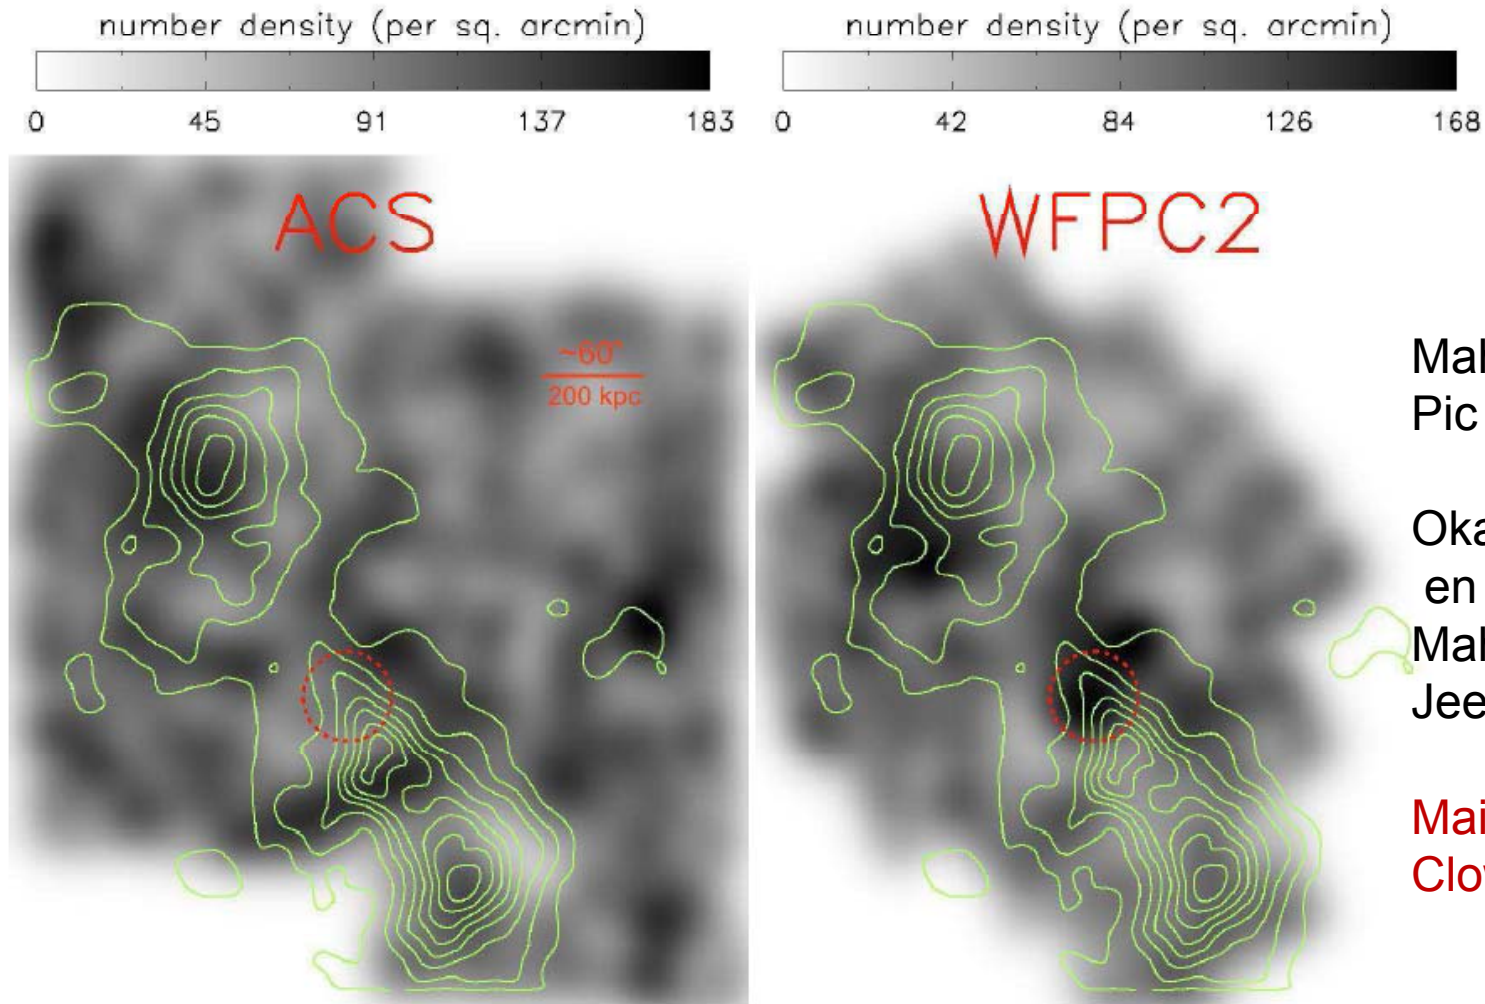 number density (per sq. arcmin)
0 45 91 137 183
number density (per sq. arcmin)
0 42 84 126 168
ACS
~60"
200 kpc
WFPC2
Pic
en